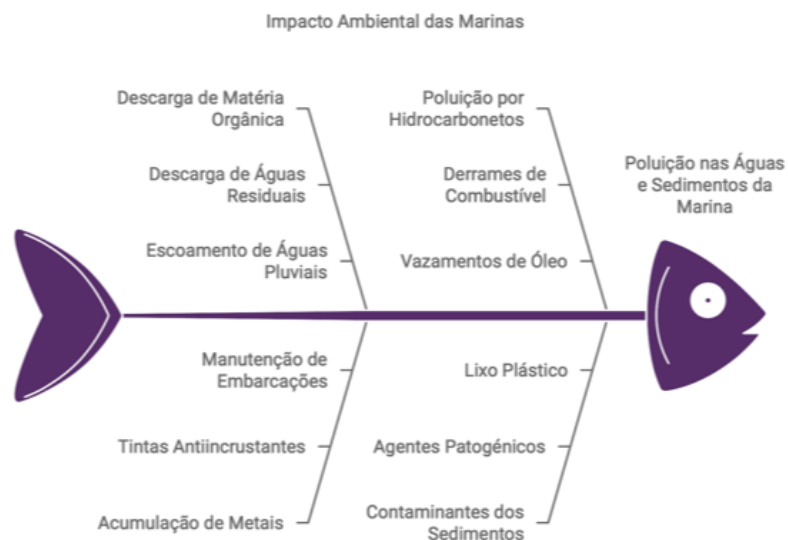 Impacto Ambiental das Marinas
Descarga de Matéria
Orgânica
Descarga de Águas
Residuais
Escoamento de Águas
Pluviais
Poluição por
Hidrocarbonetos
Derrames de
Combustível
Vazamentos de Óleo
Poluição nas Águas
e Sedimentos da
Marina
Manutenção de
Embarcações
Tintas Antiincrustantes
Acumulação de Metais
Lixo Plástico
Agentes Patogénicos
Contaminantes dos
Sedimentos